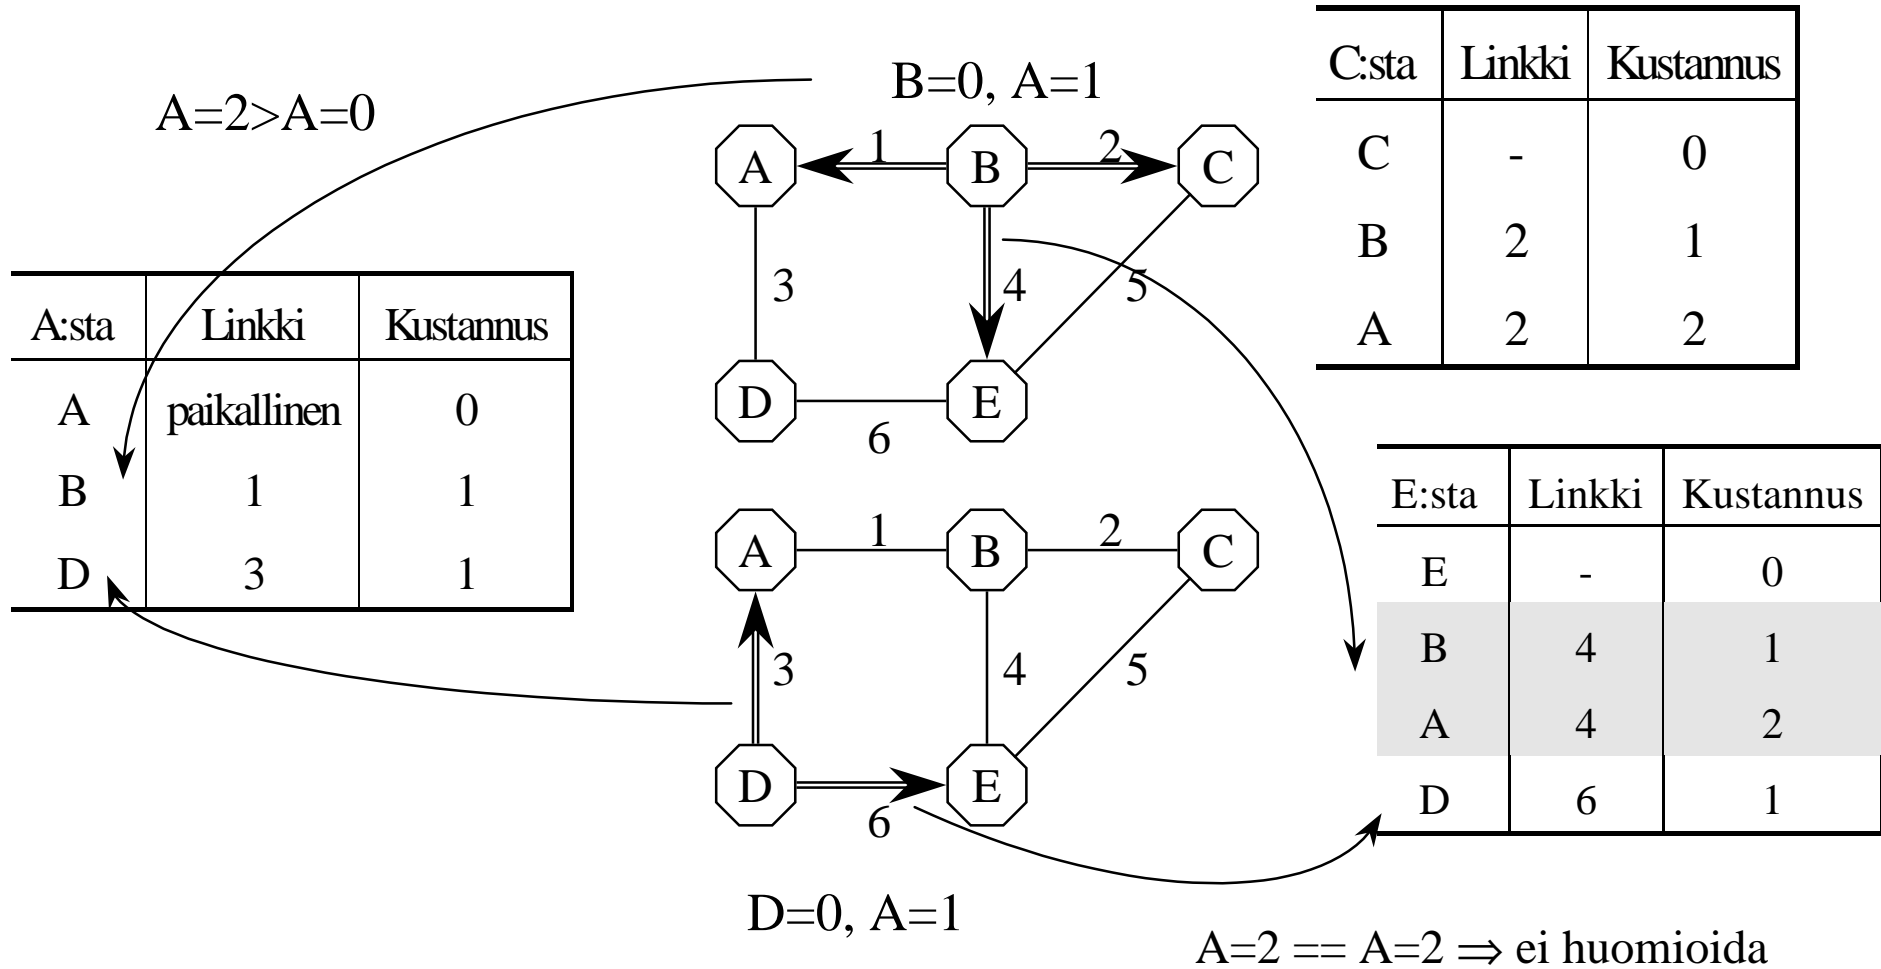 B=0, A=1
A=2>A=0
A 1 B 2 C
3 4 5
D 6 E
A:sta Linkki Kustannus
A paikallinen 0
B 1 1
D 3 1
C:sta Linkki Kustannus
C - 0
B 2 1
A 2 2
A 1 B 2 C
3 4 5
D 6 E
D=0, A=1
E:sta Linkki Kustannus
E - 0
B 4 1
A 4 2
D 6 1
A=2 == A=2 ⇒ ei huomioida